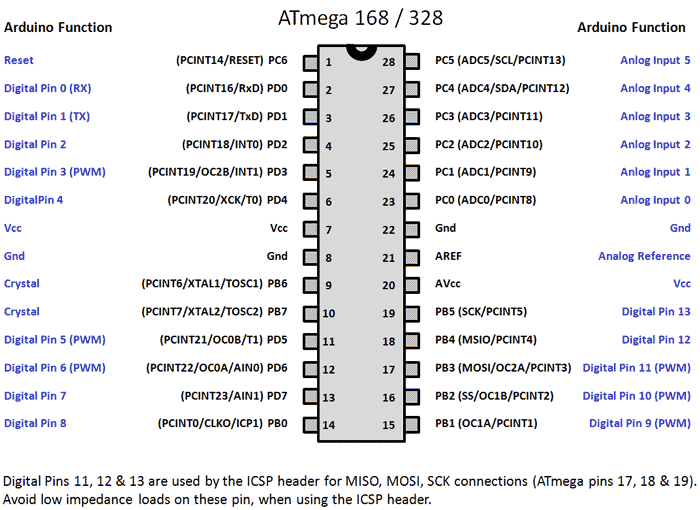 ATmega 168 / 328
Arduino Function Arduino Function
Reset (PCINT14/RESET) PC6 1 28 PC5 (ADC5/SCL/PCINT13) Anlog Input 5
Digital Pin 0 (RX) (PCINT16/RxD) PD0 2 27 PC4 (ADC4/SDA/PCINT12) Anlog Input 4
Digital Pin 1 (TX) (PCINT17/TxD) PD1 3 26 PC3 (ADC3/PCINT11) Anlog Input 3
Digital Pin 2 (PCINT18/INT0) PD2 4 25 PC2 (ADC2/PCINT10) Anlog Input 2
Digital Pin 3 (PWM) (PCINT19/OC2B/INT1) PD3 5 24 PC1 (ADC1/PCINT9) Anlog Input 1
DigitalPin 4 (PCINT20/XCK/T0) PD4 6 23 PC0 (ADC0/PCINT8) Anlog Input 0
Vcc Vcc 7 22 Gnd Gnd
Gnd Gnd 8 21 AREF Analog Reference
Crystal (PCINT6/XTAL1/TOSC1) PB6 9 20 AVcc Vcc
Crystal (PCINT7/XTAL2/TOSC2) PB7 10 19 PB5 (SCK/PCINT5) Digital Pin 13
Digital Pin 5 (PWM) (PCINT21/OC0B/T1) PD5 11 18 PB4 (MSIO/PCINT4) Digital Pin 12
Digital Pin 6 (PWM) (PCINT22/OC0A/AIN0) PD6 12 17 PB3 (MOSI/OC2A/PCINT3) Digital Pin 11 (PWM)
Digital Pin 7 (PCINT23/AIN1) PD7 13 16 PB2 (SS/OC1B/PCINT2) Digital Pin 10 (PWM)
Digital Pin 8 (PCINT0/CLKO/ICP1) PB0 14 15 PB1 (OC1A/PCINT1) Digital Pin 9 (PWM)
Digital Pins 11, 12 & 13 are used by the ICSP header for MISO, MOSI, SCK connections (ATmega pins 17, 18 & 19).
Avoid low impedance loads on these pin, when using the ICSP header.